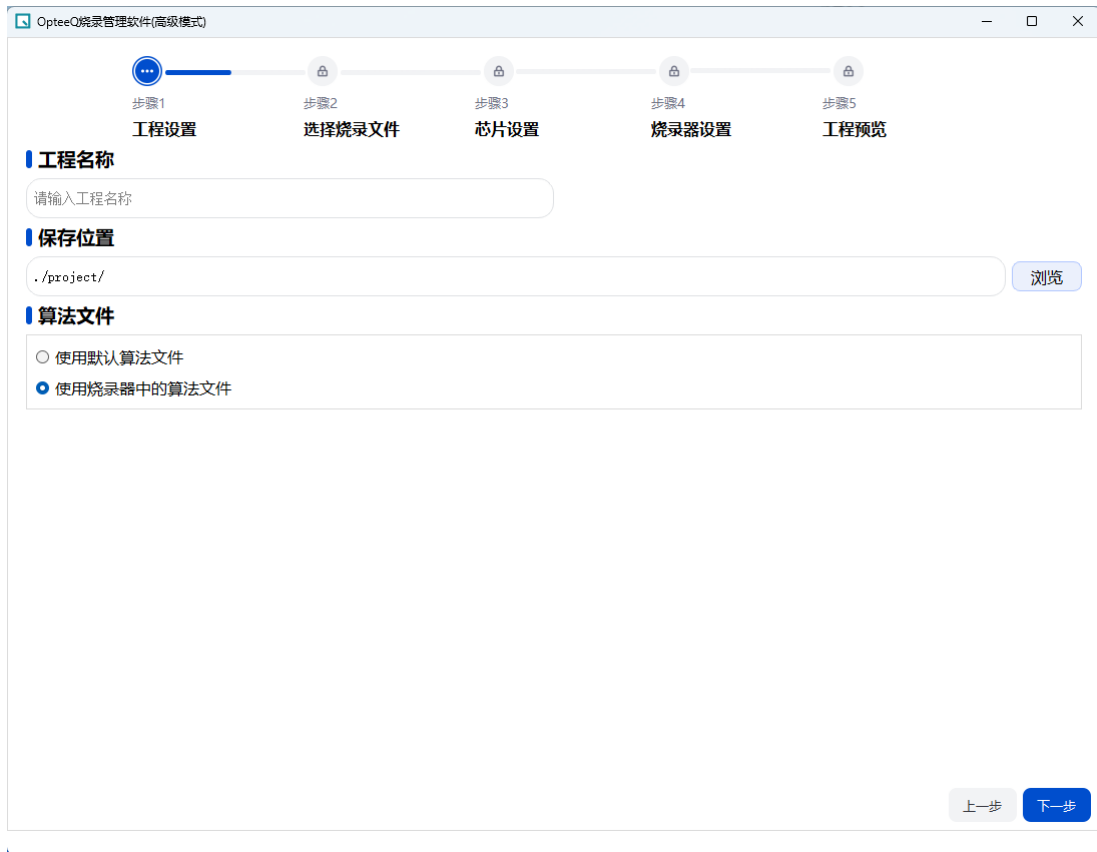 OpteeQ烧录管理软件(高级模式)
步骤1 步骤2 步骤3 步骤4 步骤5
工程设置 选择烧录文件 芯片设置 烧录器设置 工程预览
工程名称
请输入工程名称
保存位置
./project/ 浏览
算法文件
使用默认算法文件
使用烧录器中的算法文件
上一步 下一步